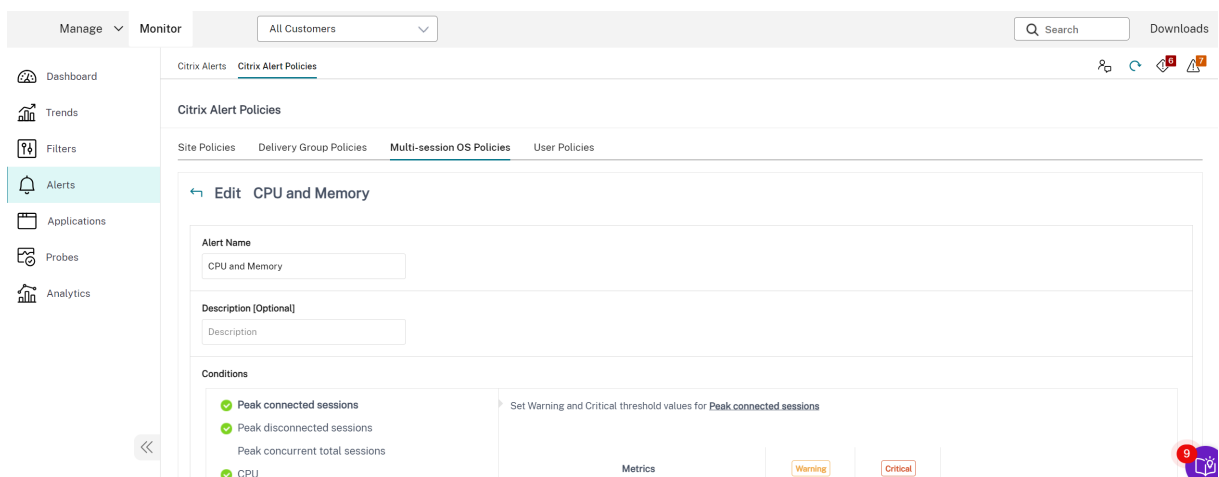 Manage Monitor All Customers Search Downloads
Citrix Alerts Citrix Alert Policies 6 7
Dashboard
Trends
Filters
Alerts
Applications
Probes
Analytics
Citrix Alert Policies
Site Policies Delivery Group Policies Multi-session OS Policies User Policies
Edit CPU and Memory
Alert Name
CPU and Memory
Description [Optional]
Description
Conditions
Peak connected sessions
Peak disconnected sessions
Peak concurrent total sessions
CPU
Set Warning and Critical threshold values for Peak connected sessions
Metrics Warning Critical
9